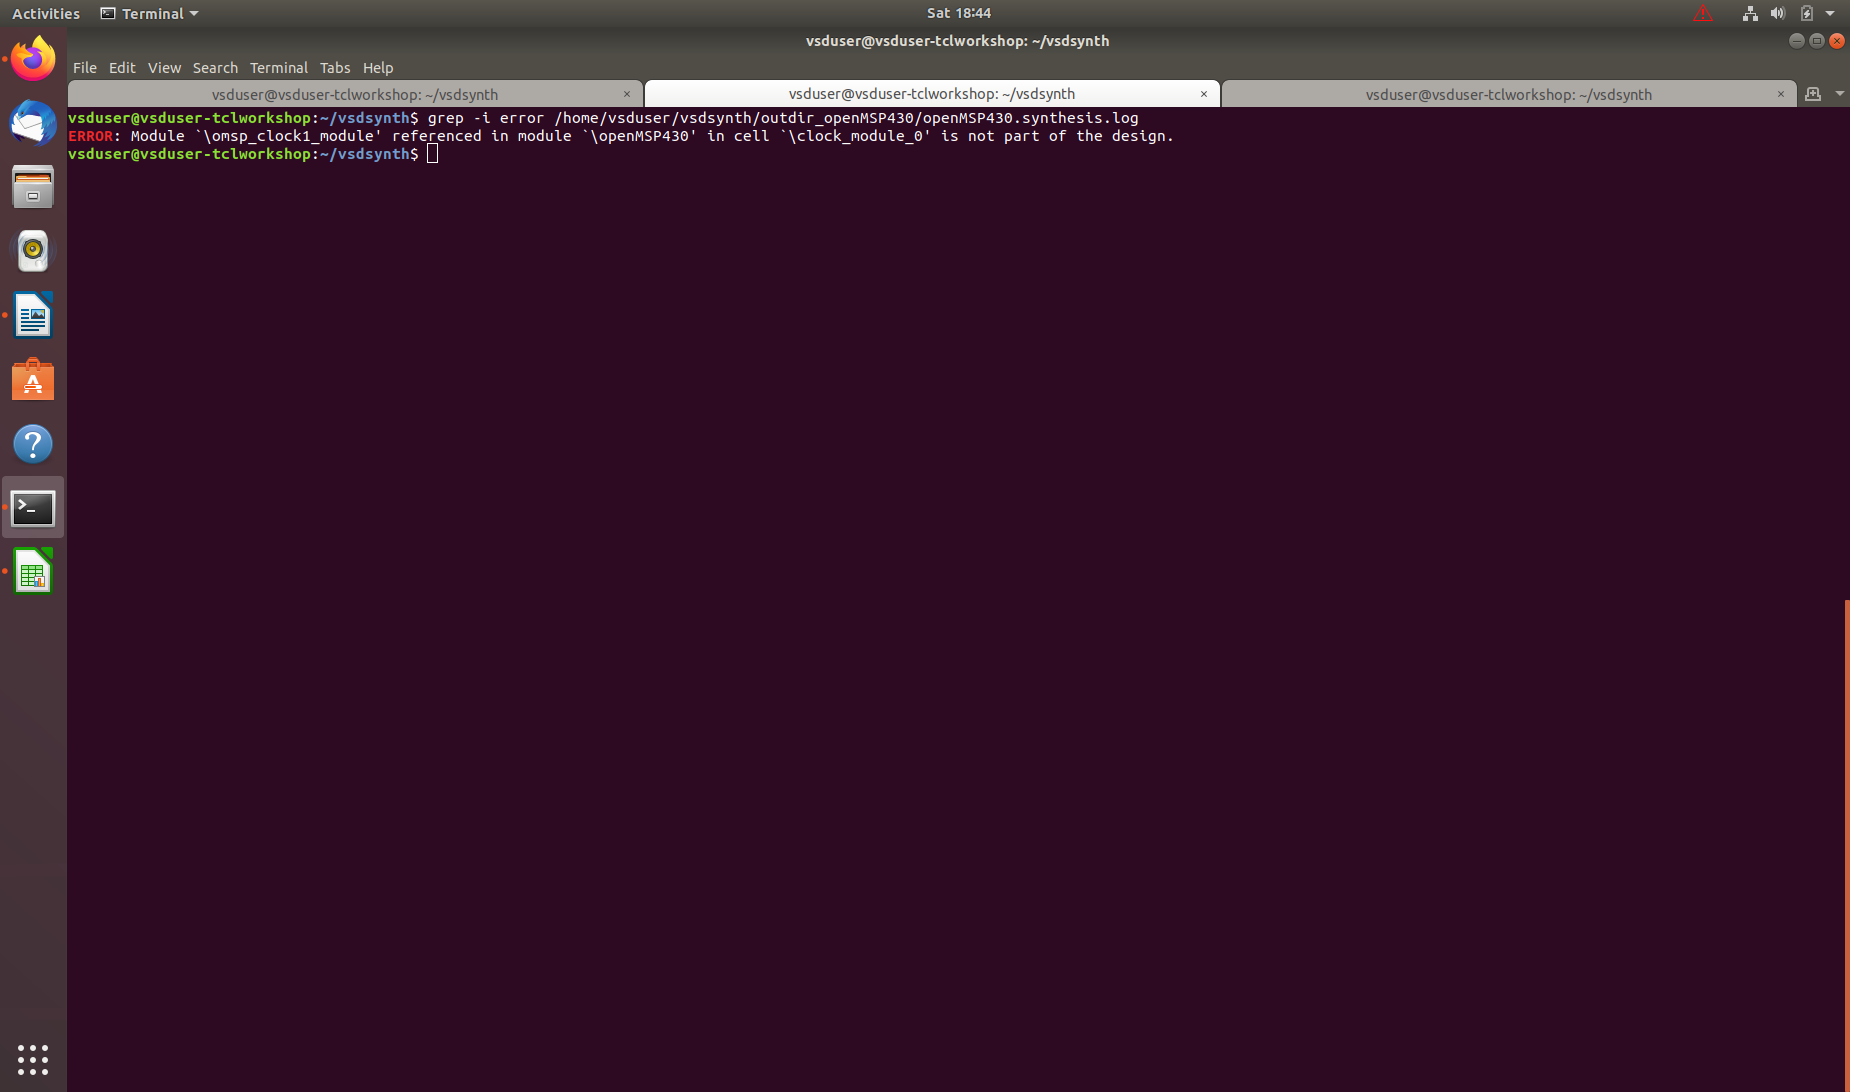 Activities Terminal Sat 18:44
vsduser@vsduser-tclworkshop: ~/vsdsynth
File Edit View Search Terminal Tabs Help
vsduser@vsduser-tclworkshop: ~/vsdsynth × vsduser@vsduser-tclworkshop: ~/vsdsynth × vsduser@vsduser-tclworkshop: ~/vsdsynth ×
vsduser@vsduser-tclworkshop:~/vsdsynth$ grep -i error /home/vsduser/vsdsynth/outdir_openMSP430/openMSP430.synthesis.log
ERROR: Module `\omsp_clock1_module' referenced in module `\openMSP430' in cell `\clock_module_0' is not part of the design.
vsduser@vsduser-tclworkshop:~/vsdsynth$